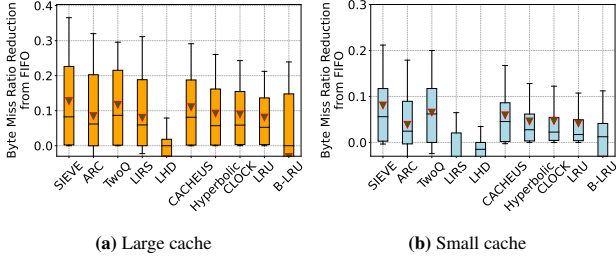 Byte Miss Ratio Reduction
from FIFO
0.4
0.3
0.2
0.1
0.0
SIEVE
ARC
TwoQ
LIRS
LHD
CACHEUS
Hyperbolic
CLOCK
LRU
B-LRU
(a) Large cache
Byte Miss Ratio Reduction
from FIFO
0.3
0.2
0.1
0.0
SIEVE
ARC
TwoQ
LIRS
LHD
CACHEUS
Hyperbolic
CLOCK
LRU
B-LRU
(b) Small cache